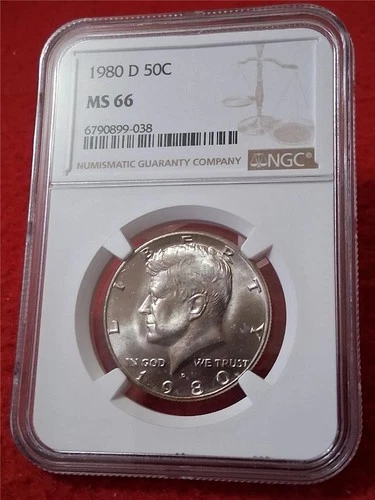 1980 D 50C
MS 66
6790899-038
NUMISMATIC GUARANTY COMPANY
NGC®
LIBERTY
IN GOD WE TRUST
D
1980